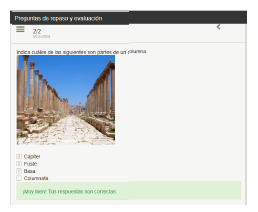 Preguntas de repaso y evaluación
2/2
Indica cuáles de las siguientes son partes de un columna.
Capitel
Fuste
Basa
Columnata
¡Muy bien! Tus respuestas son correctas